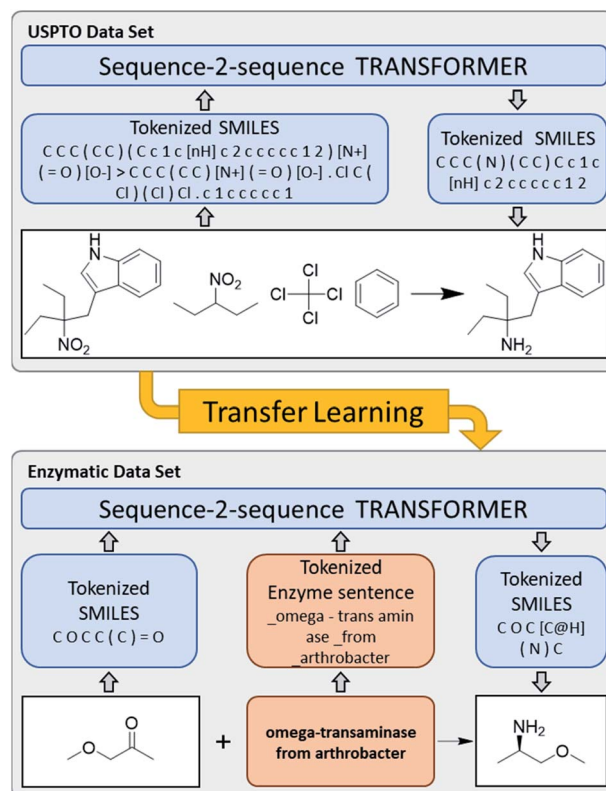 USPTO Data Set
Sequence-2-sequence TRANSFORMER
Tokenized SMILES
C C C ( C C ) ( C c 1 c [nH] c 2 c c c c c 1 2 ) [N+]
( = O ) [O-] > C C C ( C C ) [N+] ( = O ) [O-] . Cl C (
Cl ) ( Cl ) Cl . c 1 c c c c c 1
Tokenized SMILES
C C C ( N ) ( C C ) C c 1 c
[nH] c 2 c c c c c 1 2
H
N
NO2
NO2
Cl
Cl
Cl
Cl
H
N
NH2
Transfer Learning
Enzymatic Data Set
Sequence-2-sequence TRANSFORMER
Tokenized
SMILES
C O C C ( C ) = O
Tokenized
Enzyme sentence
_omega - trans amin
ase _from
_arthrobacter
Tokenized
SMILES
C O C [C@H]
( N ) C
O
O
+
omega-transaminase
from arthrobacter
NH2
O